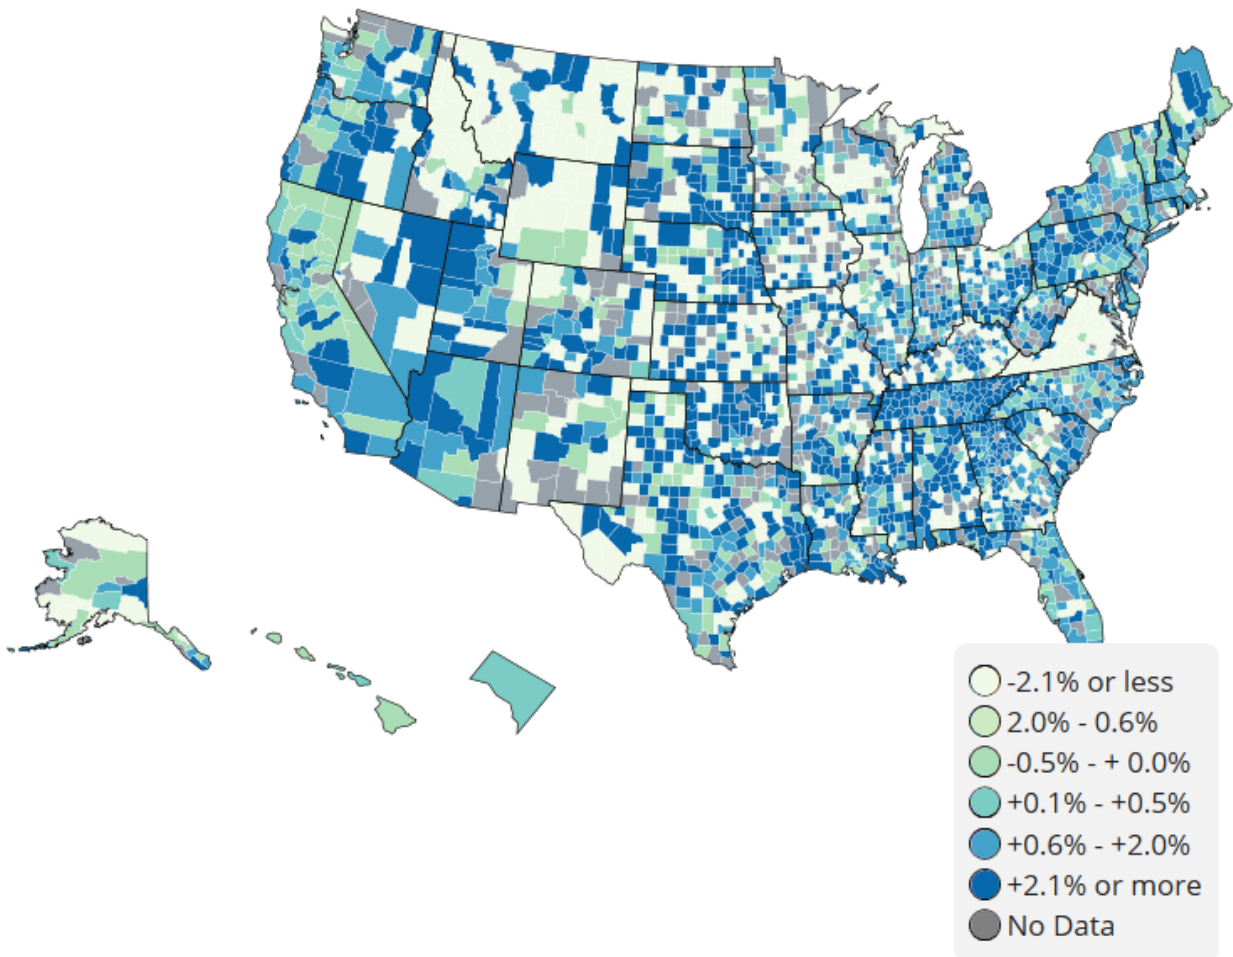 -2.1% or less
2.0% - 0.6%
-0.5% - + 0.0%
+0.1% - +0.5%
+0.6% - +2.0%
+2.1% or more
No Data